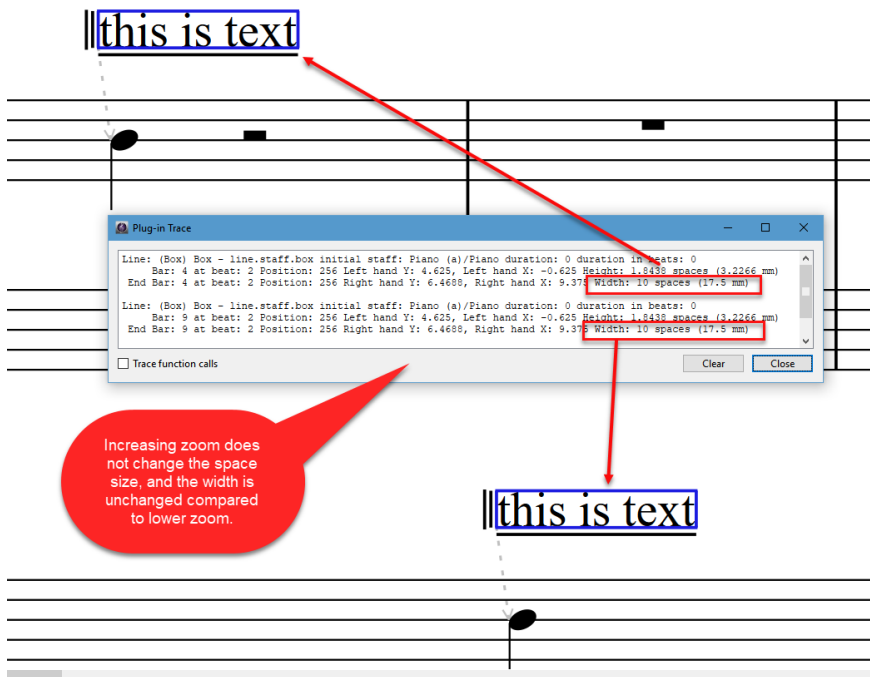 this is text
Plug-in Trace
Line: (Box) Box - line.staff.box initial staff: Piano (a)/Piano duration: 0 duration in beats: 0
Bar: 4 at beat: 2 Position: 256 Left hand Y: 4.625, Left hand X: -0.625 Height: 1.8438 spaces (3.2266 mm)
End Bar: 4 at beat: 2 Position: 256 Right hand Y: 6.4688, Right hand X: 9.375 Width: 10 spaces (17.5 mm)
Line: (Box) Box - line.staff.box initial staff: Piano (a)/Piano duration: 0 duration in beats: 0
Bar: 9 at beat: 2 Position: 256 Left hand Y: 4.625, Left hand X: -0.625 Height: 1.8438 spaces (3.2266 mm)
End Bar: 9 at beat: 2 Position: 256 Right hand Y: 6.4688, Right hand X: 9.375 Width: 10 spaces (17.5 mm)
Trace function calls
Clear
Close
Increasing zoom does
not change the space
size, and the width is
unchanged compared
to lower zoom.
this is text